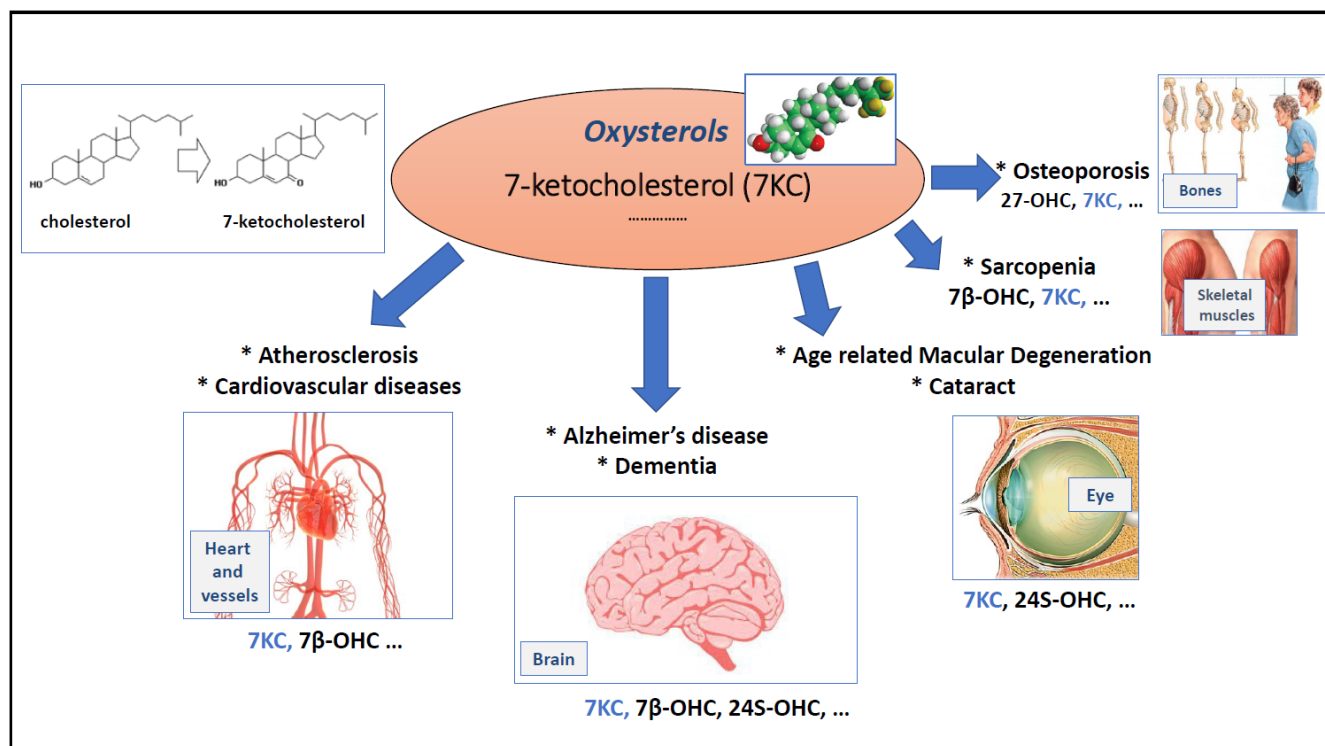 HO
cholesterol
HO
O
7-ketocholesterol
Oxysterols
7-ketocholesterol (7KC)
……………
* Osteoporosis
27-OHC, 7KC, ...
Bones
* Sarcopenia
7β-OHC, 7KC, ...
Skeletal
muscles
* Atherosclerosis
* Cardiovascular diseases
Heart
and
vessels
7KC, 7β-OHC ...
* Alzheimer’s disease
* Dementia
Brain
7KC, 7β-OHC, 24S-OHC, ...
* Age related Macular Degeneration
* Cataract
Eye
7KC, 24S-OHC, ...